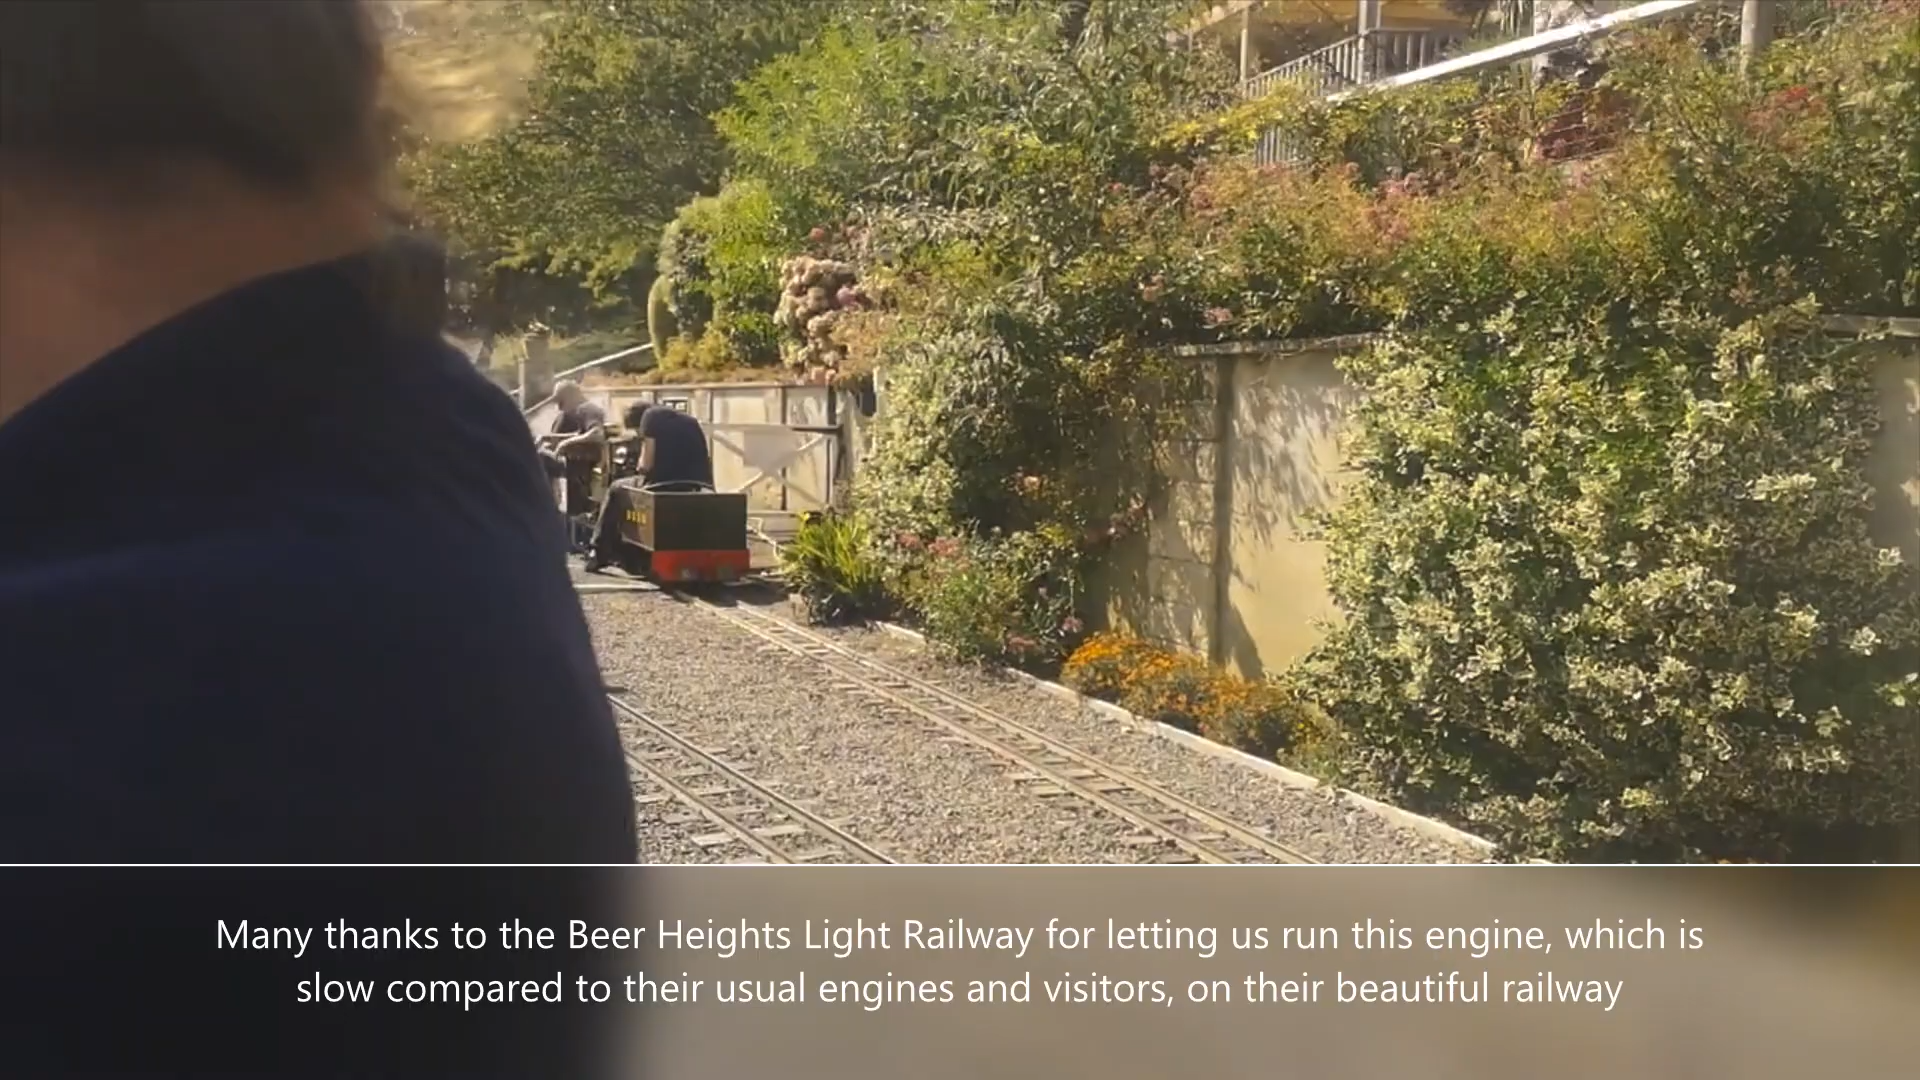 Many thanks to the Beer Heights Light Railway for letting us run this engine, which is
slow compared to their usual engines and visitors, on their beautiful railway